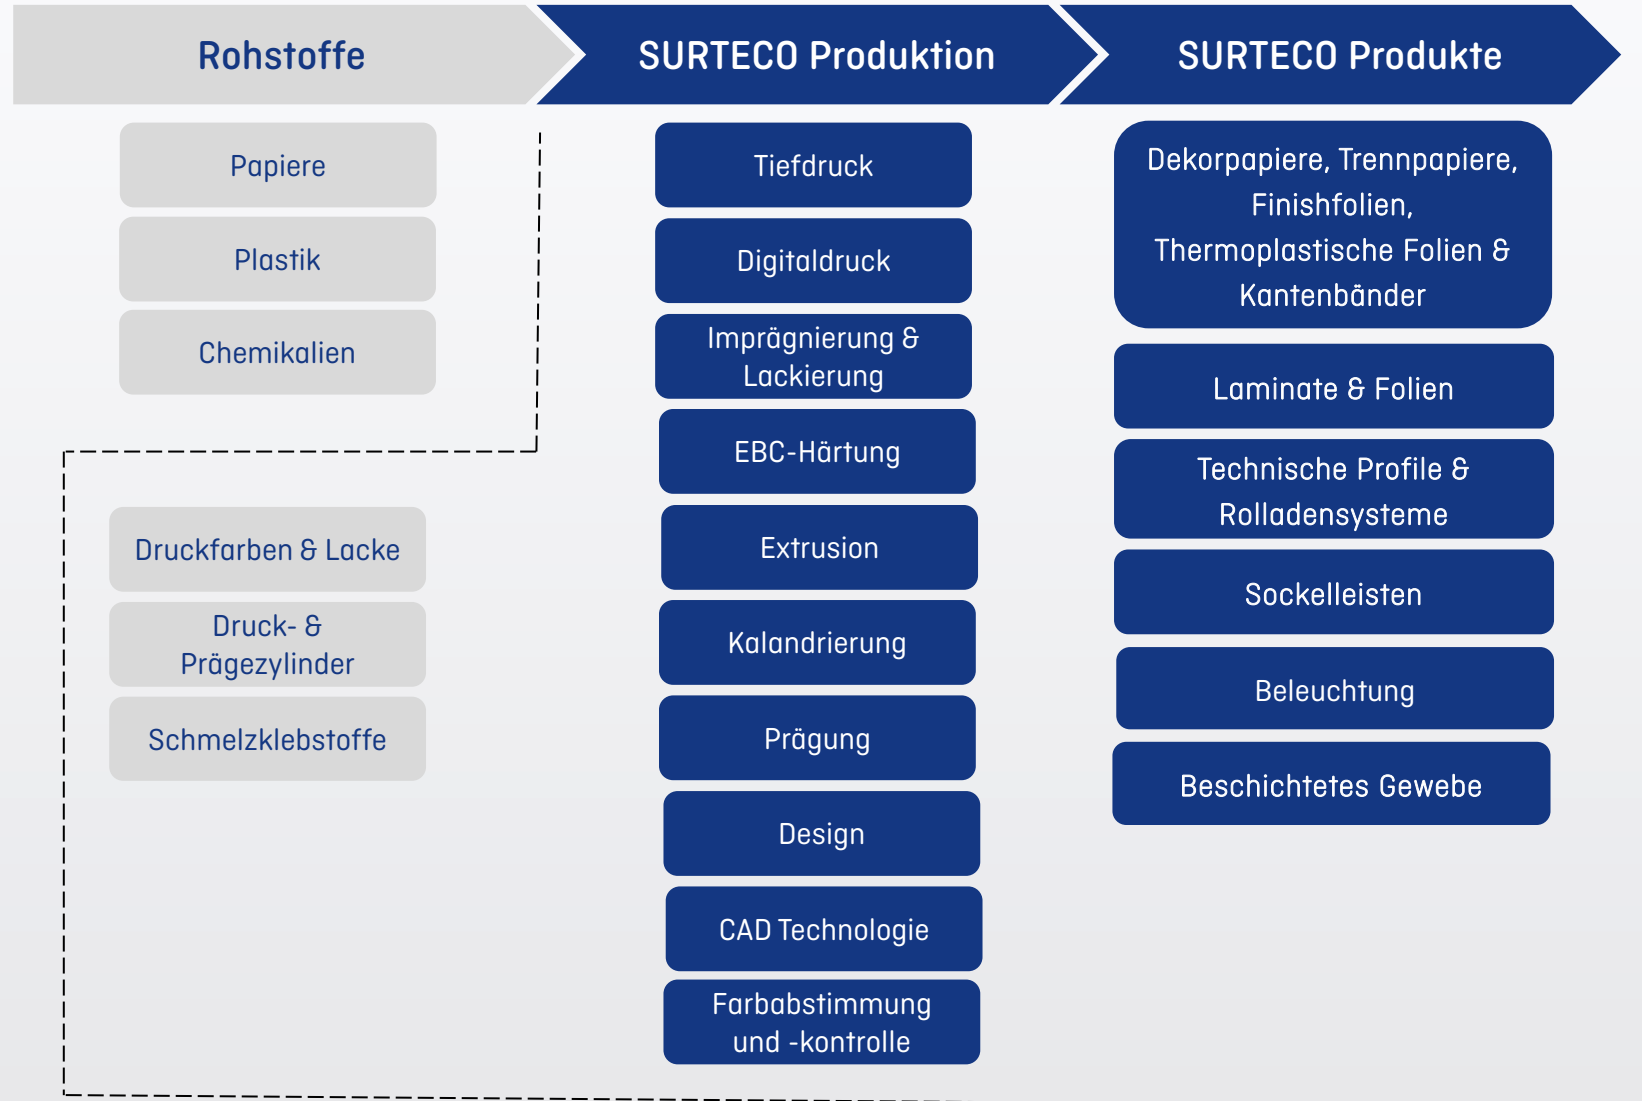 Rohstoffe
SURTECO Produktion
SURTECO Produkte
Papiere
Plastik
Chemikalien
Druckfarben & Lacke
Druck- &
Prägezylinder
Schmelzklebstoffe
Tiefdruck
Digitaldruck
Imprägnierung &
Lackierung
EBC-Härtung
Extrusion
Kalandrierung
Prägung
Design
CAD Technologie
Farbabstimmung
und -kontrolle
Dekorpapiere, Trennpapiere,
Finishfolien,
Thermoplastische Folien &
Kantenbänder
Laminate & Folien
Technische Profile &
Rolladensysteme
Sockelleisten
Beleuchtung
Beschichtetes Gewebe